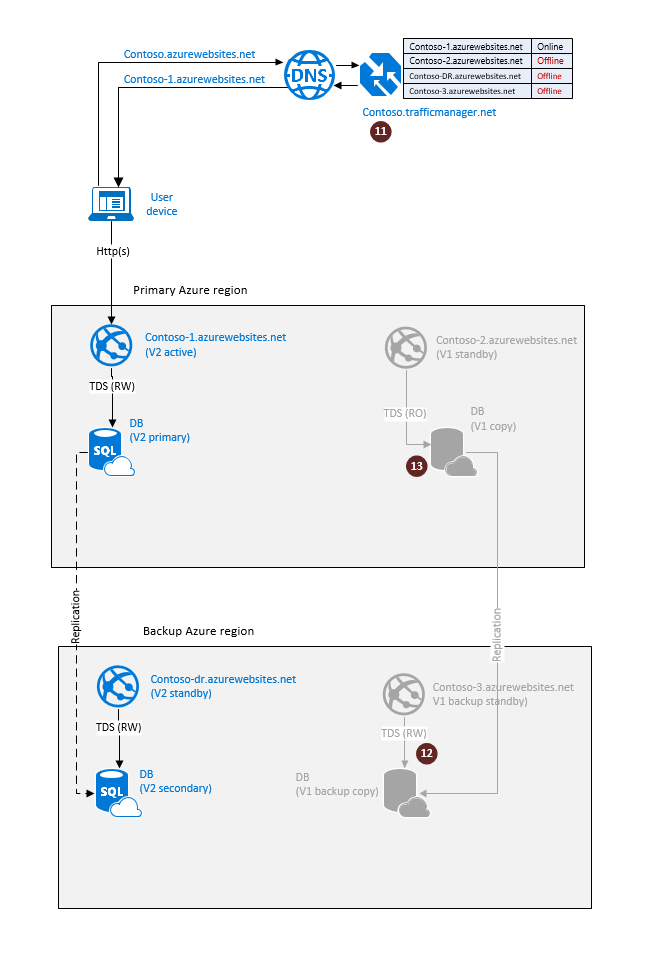 Contoso.azurewebsites.net
Contoso-1.azurewebsites.net
DNS
Contoso-1.azurewebsites.net Online
Contoso-2.azurewebsites.net Offline
Contoso-DR.azurewebsites.net Offline
Contoso-3.azurewebsites.net Offline
Contoso.trafficmanager.net
11
User
device
Http(s)
Primary Azure region
Contoso-1.azurewebsites.net
(V2 active)
Contoso-2.azurewebsites.net
(V1 standby)
TDS (RW)
TDS (RO)
DB
(V2 primary)
SQL
DB
(V1 copy)
13
Replication
Replication
Backup Azure region
Contoso-dr.azurewebsites.net
(V2 standby)
Contoso-3.azurewebsites.net
V1 backup standby)
TDS (RW)
TDS (RW)
12
DB
(V2 secondary)
SQL
DB
(V1 backup copy)